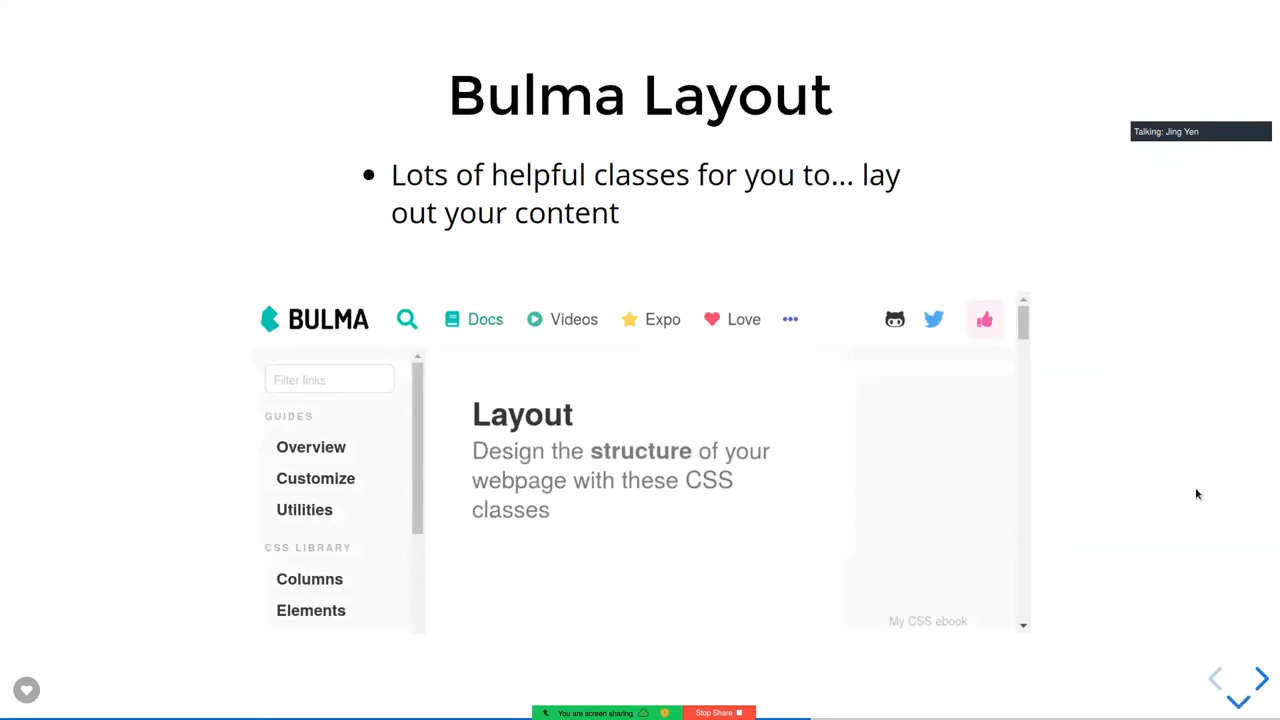 Bulma Layout
Talking: Jing Yen
Lots of helpful classes for you to... lay
out your content
BULMA Docs Videos Expo Love
Filter links
GUIDES
Overview
Customize
Utilities
CSS LIBRARY
Columns
Elements
Layout
Design the structure of your
webpage with these CSS
classes
My CSS ebook
You are screen sharing Stop Share